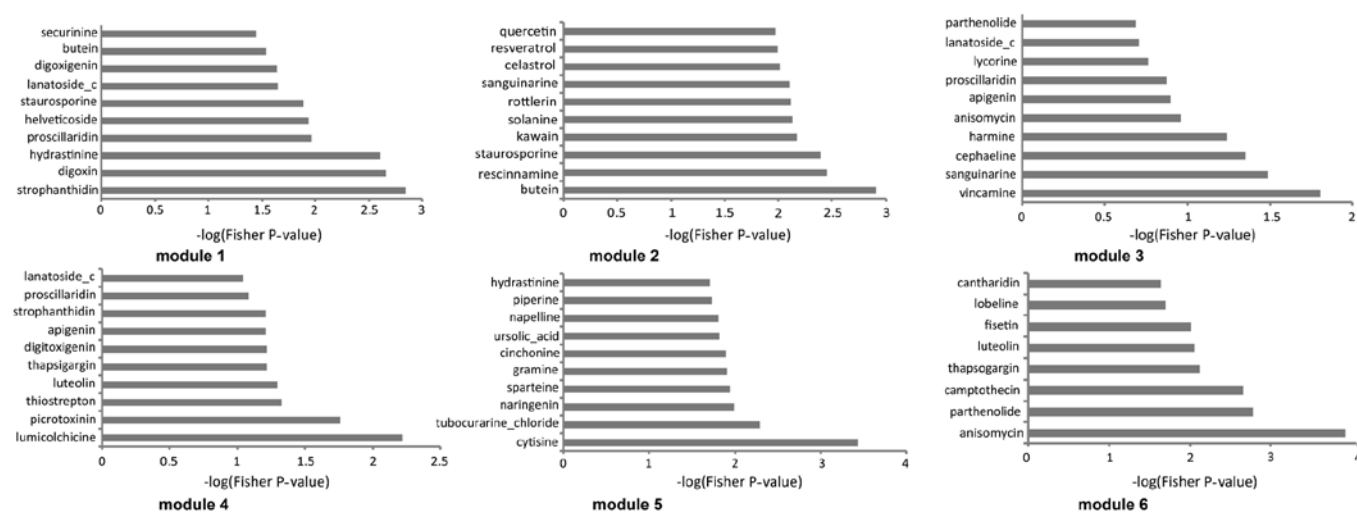 securinine
butein
digoxigenin
lanatoside_c
staurosporine
helveticoside
proscillaridin
hydrastinine
digoxin
strophanthidin
0 0.5 1 1.5 2 2.5 3
-log(Fisher P-value)
module 1
quercetin
resveratrol
celastrol
sanguinarine
rottlerin
solanine
kawain
staurosporine
rescinnamine
butein
0 0.5 1 1.5 2 2.5 3
-log(Fisher P-value)
module 2
parthenolide
lanatoside_c
lycorine
proscillaridin
apigenin
anisomycin
harmine
cephaeline
sanguinarine
vincamine
0 0.5 1 1.5 2
-log(Fisher P-value)
module 3
lanatoside_c
proscillaridin
strophanthidin
apigenin
digitoxigenin
thapsigargin
luteolin
thiostrepton
picrotoxinin
lumicolchicine
0 0.5 1 1.5 2 2.5
-log(Fisher P-value)
module 4
hydrastinine
piperine
napelline
ursolic_acid
cinchonine
gramine
sparteine
naringenin
tubocurarine_chloride
cytisine
0 1 2 3 4
-log(Fisher P-value)
module 5
cantharidin
lobeline
fisetin
luteolin
thapsogargin
camptothecin
parthenolide
anisomycin
0 1 2 3 4
-log(Fisher P-value)
module 6